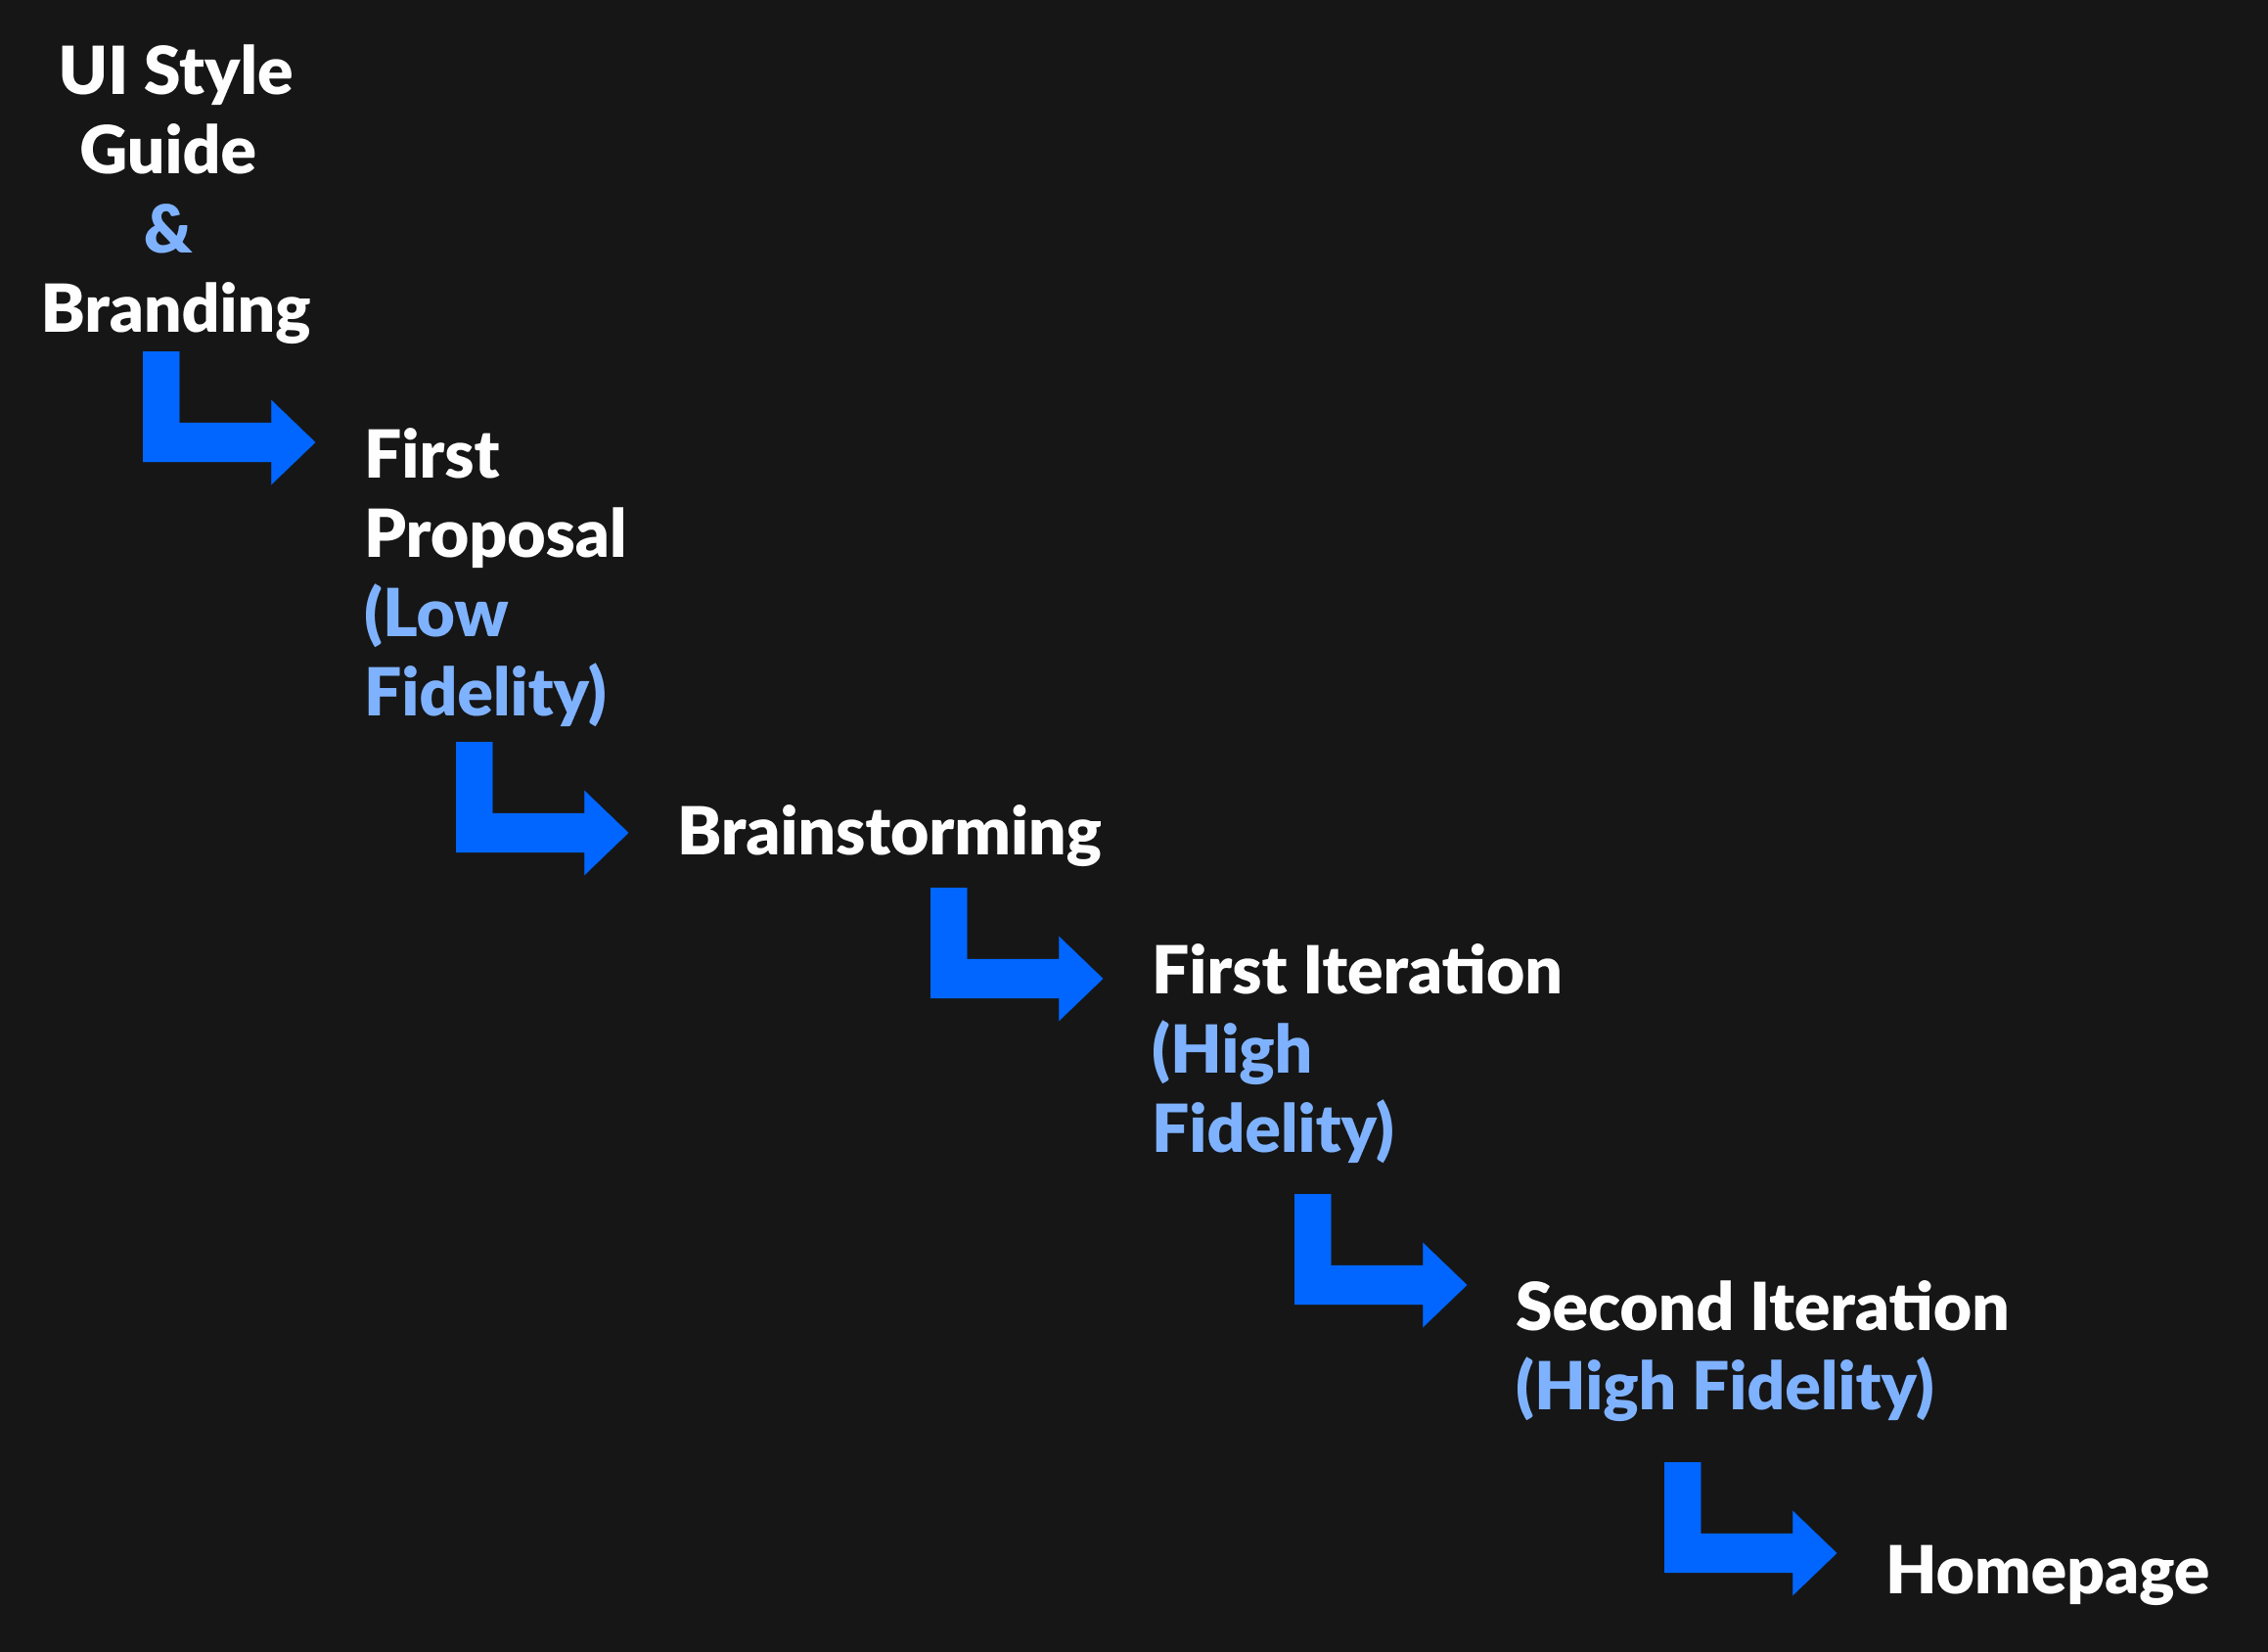 UI Style
Guide
&
Branding
First
Proposal
(Low
Fidelity)
Brainstorming
First Iteration
(High
Fidelity)
Second Iteration
(High Fidelity)
Homepage